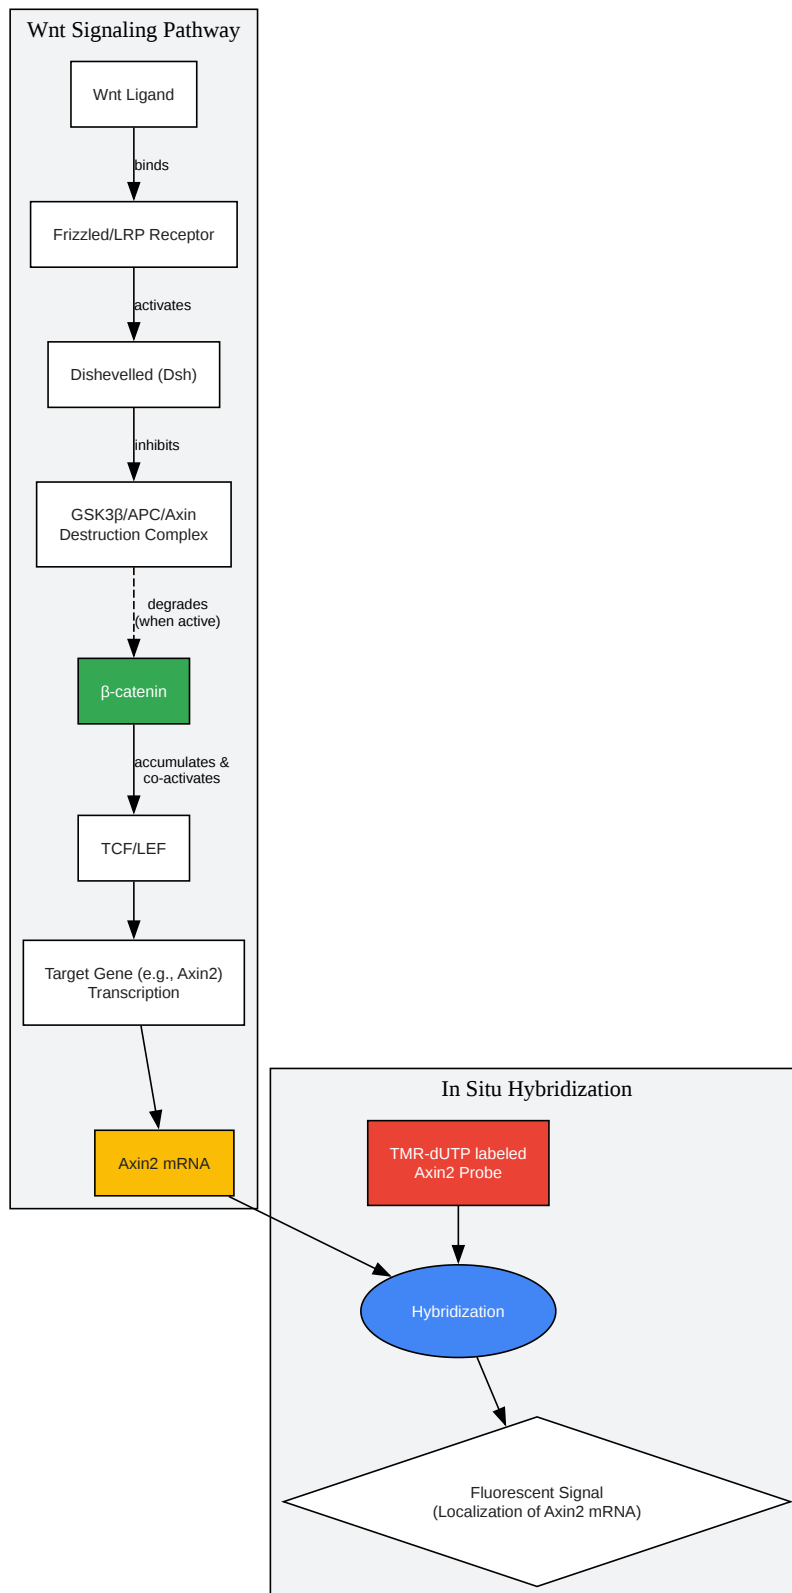 Wnt Signaling Pathway
Wnt Ligand
binds
Frizzled/LRP Receptor
activates
Dishevelled (Dsh)
inhibits
GSK3β/APC/Axin
Destruction Complex
degrades
(when active)
β-catenin
accumulates &
co-activates
TCF/LEF
Target Gene (e.g., Axin2)
Transcription
Axin2 mRNA
In Situ Hybridization
TMR-dUTP labeled
Axin2 Probe
Hybridization
Fluorescent Signal
(Localization of Axin2 mRNA)